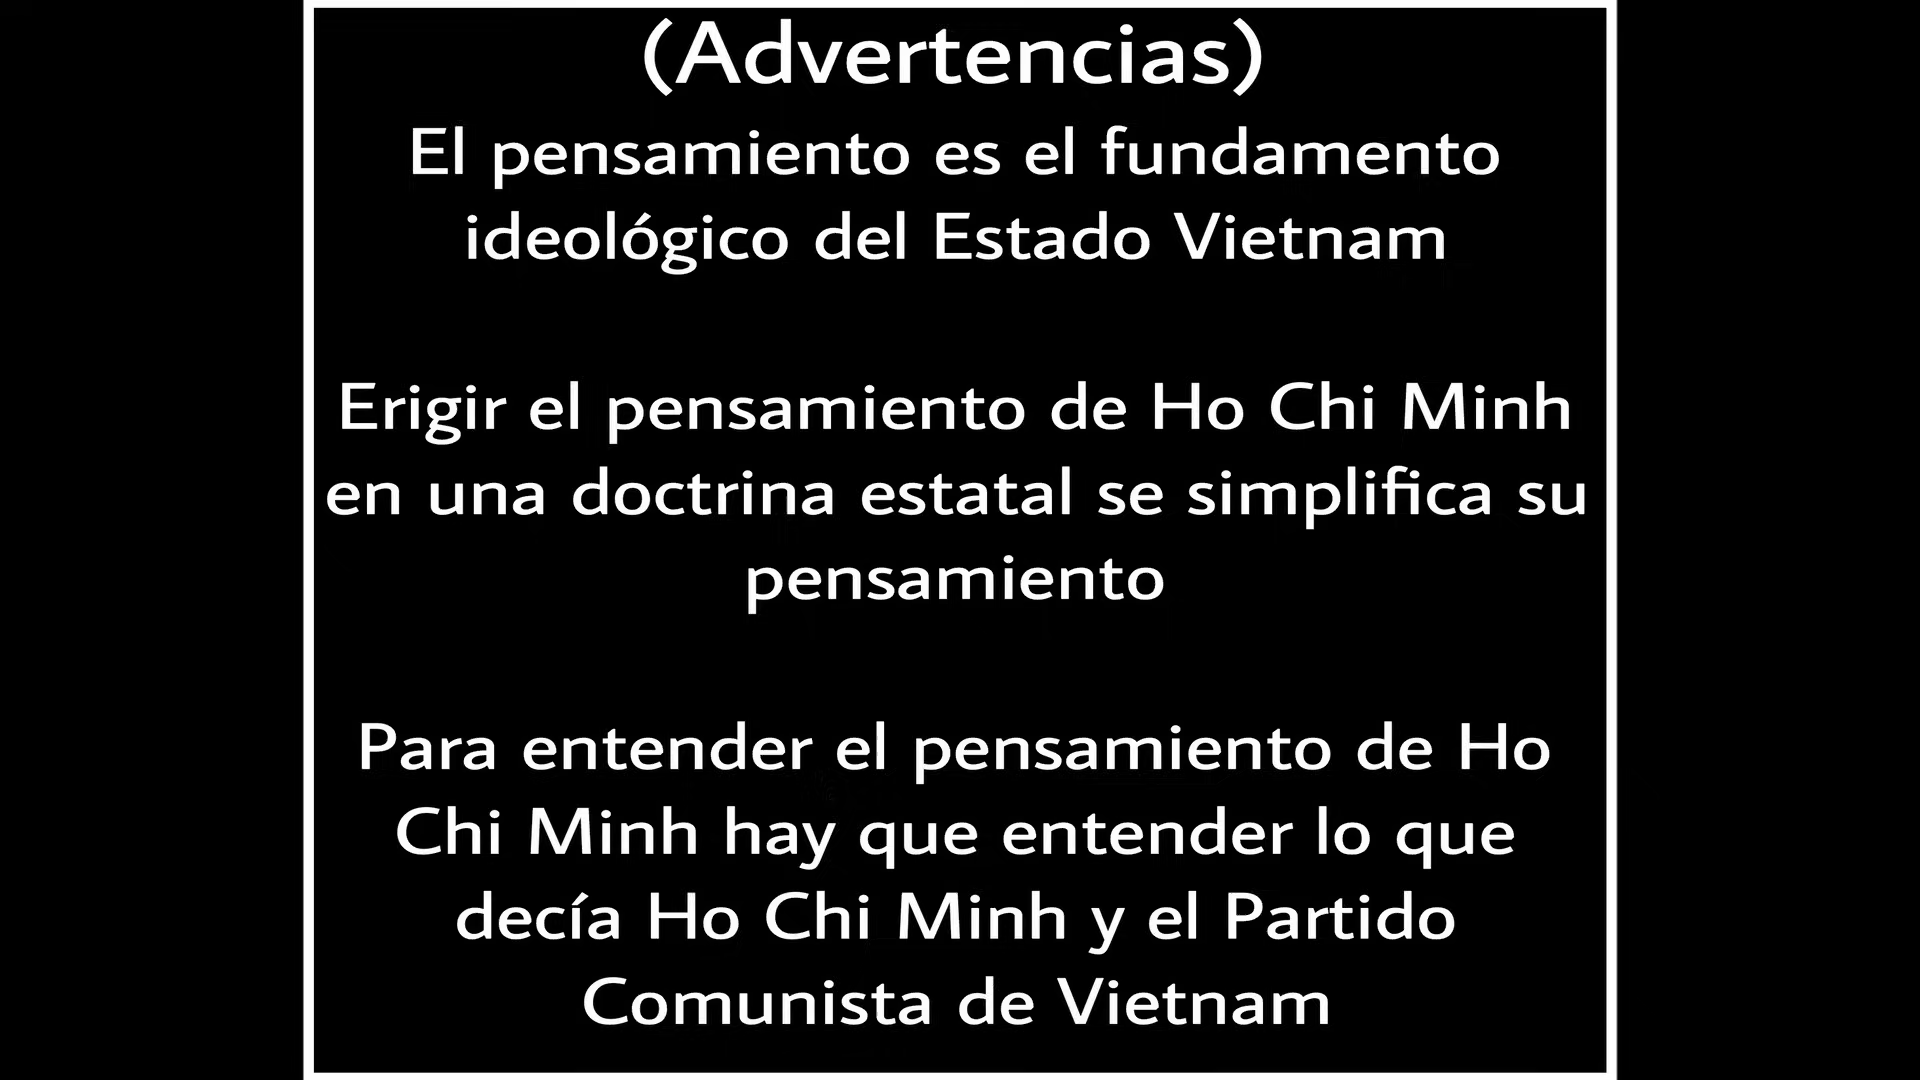 (Advertencias)
El pensamiento es el fundamento
ideológico del Estado Vietnam
Erigir el pensamiento de Ho Chi Minh
en una doctrina estatal se simplifica su
pensamiento
Para entender el pensamiento de Ho
Chi Minh hay que entender lo que
decía Ho Chi Minh y el Partido
Comunista de Vietnam